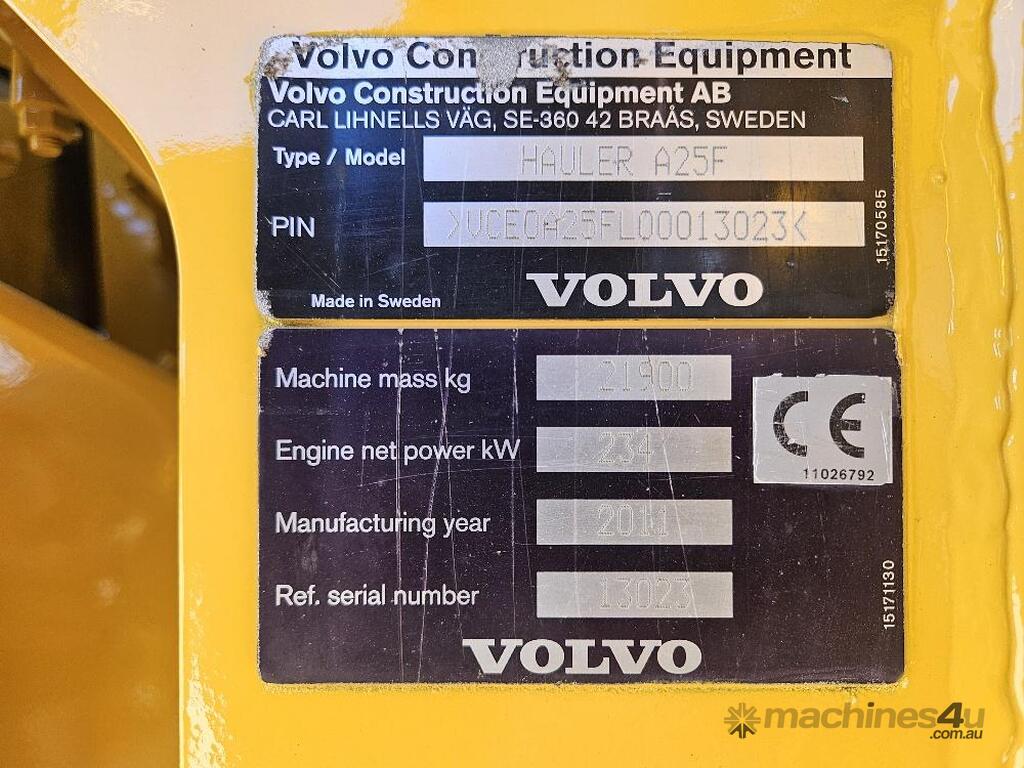 Volvo Con uction Equipment
Volvo Construction Equipment AB
CARL LIHNELLS VÄG, SE-360 42 BRAÅS, SWEDEN
Type / Model HAULER A25F
PIN >VCE0A25FL00013023<
15170585
Made in Sweden VOLVO
Machine mass kg 21900
CE
11026792
Engine net power kW 234
Manufacturing year 2011
Ref. serial number 13023
15171130
VOLVO
machines4u
.com.au